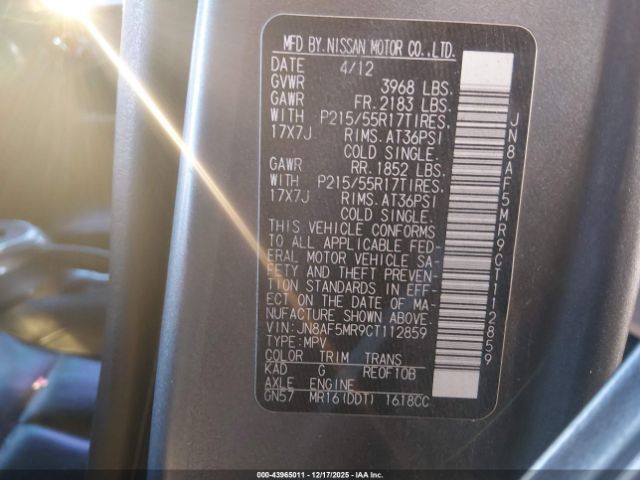 MFD BY. NISSAN MOTOR CO., LTD.
DATE 4/12
GVWR 3968 LBS.
GAWR FR. 2183 LBS.
WITH P215/55R17TIRES.
17X7J RIMS. AT36PSI
COLD SINGLE.
GAWR RR. 1852 LBS.
WITH P215/55R17TIRES.
17X7J RIMS. AT36PSI
COLD SINGLE.
THIS VEHICLE CONFORMS
TO ALL APPLICABLE FED-
ERAL MOTOR VEHICLE SA-
FETY AND THEFT PREVEN-
TION STANDARDS IN EFF-
ECT ON THE DATE OF MA-
NUFACTURE SHOWN ABOVE.
VIN: JN8AF5MR9CT112859
TYPE: MPV
COLOR TRIM TRANS
KAD G RE0F10B
AXLE ENGINE
GN57 MR16(DDT) 1618CC
JN8AF5MR9CT112859
000-43965011 - 12/17/2025 - IAA Inc.